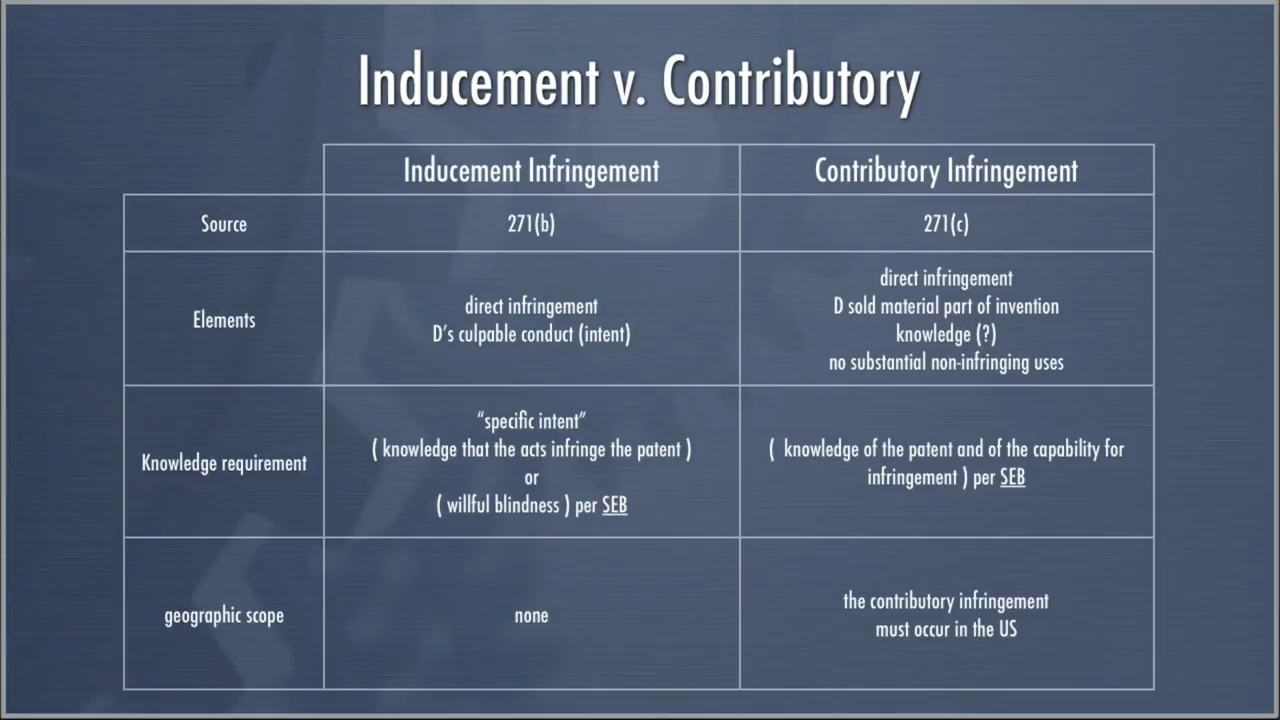 Inducement v. Contributory
Inducement Infringement
Contributory Infringement
Source
271(b)
271(c)
Elements
direct infringement
D's culpable conduct (intent)
direct infringement
D sold material part of invention
knowledge (?)
no substantial non-infringing uses
Knowledge requirement
“specific intent”
( knowledge that the acts infringe the patent )
or
( willful blindness ) per SEB
( knowledge of the patent and of the capability for
infringement ) per SEB
geographic scope
none
the contributory infringement
must occur in the US